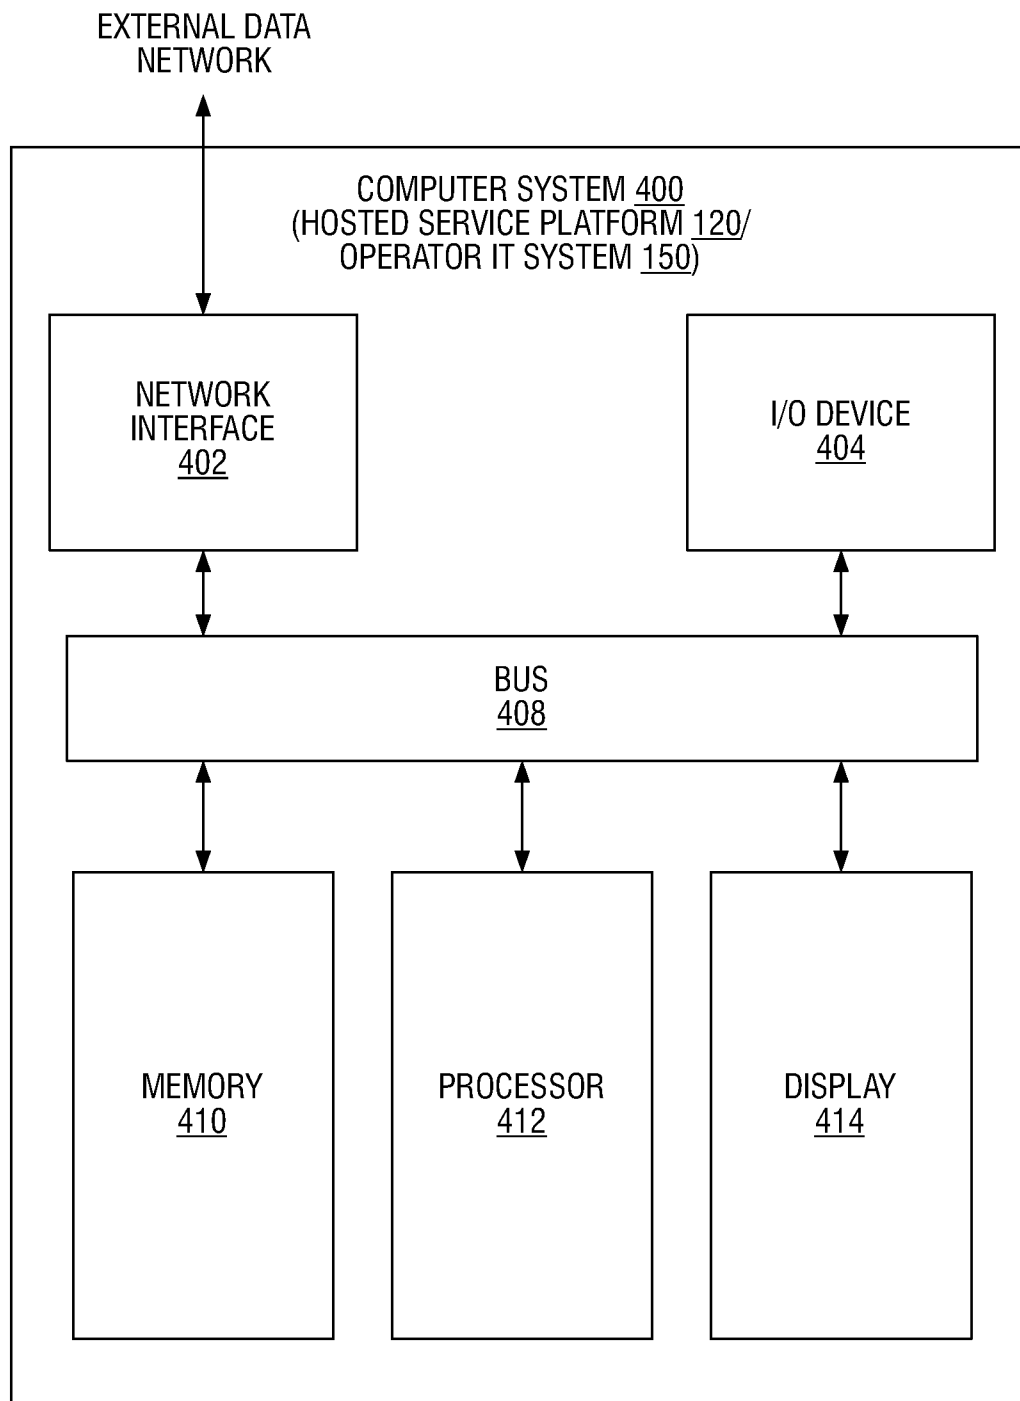 EXTERNAL DATA
NETWORK
COMPUTER SYSTEM 400
(HOSTED SERVICE PLATFORM 120/
OPERATOR IT SYSTEM 150)
NETWORK
INTERFACE
402
I/O DEVICE
404
BUS
408
MEMORY
410
PROCESSOR
412
DISPLAY
414